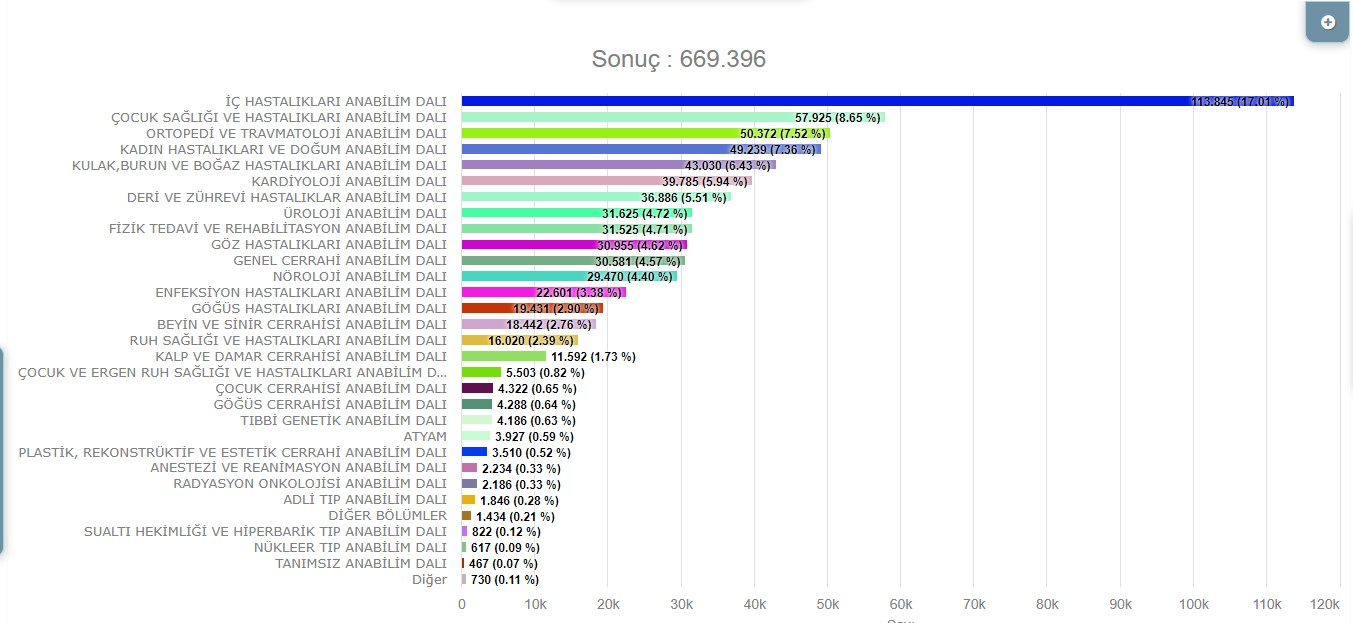 Sonuç : 669.396
İÇ HASTALIKLARI ANABİLİM DALI 113.845 (17.01 %)
ÇOCUK SAĞLIĞI VE HASTALIKLARI ANABİLİM DALI 57.925 (8.65 %)
ORTOPEDİ VE TRAVMATOLOJİ ANABİLİM DALI 50.372 (7.52 %)
KADIN HASTALIKLARI VE DOĞUM ANABİLİM DALI 49.239 (7.36 %)
KULAK,BURUN VE BOĞAZ HASTALIKLARI ANABİLİM DALI 43.030 (6.43 %)
KARDİYOLOJİ ANABİLİM DALI 39.785 (5.94 %)
DERİ VE ZÜHREVİ HASTALIKLAR ANABİLİM DALI 36.886 (5.51 %)
ÜROLOJİ ANABİLİM DALI 31.625 (4.72 %)
FİZİK TEDAVİ VE REHABİLİTASYON ANABİLİM DALI 31.525 (4.71 %)
GÖZ HASTALIKLARI ANABİLİM DALI 30.955 (4.62 %)
GENEL CERRAHİ ANABİLİM DALI 30.581 (4.57 %)
NÖROLOJİ ANABİLİM DALI 29.470 (4.40 %)
ENFEKSİYON HASTALIKLARI ANABİLİM DALI 22.601 (3.38 %)
GÖĞÜS HASTALIKLARI ANABİLİM DALI 19.431 (2.90 %)
BEYİN VE SİNİR CERRAHİSİ ANABİLİM DALI 18.442 (2.76 %)
RUH SAĞLIĞI VE HASTALIKLARI ANABİLİM DALI 16.020 (2.39 %)
KALP VE DAMAR CERRAHİSİ ANABİLİM DALI 11.592 (1.73 %)
ÇOCUK VE ERGEN RUH SAĞLIĞI VE HASTALIKLARI ANABİLİM D... 5.503 (0.82 %)
ÇOCUK CERRAHİSİ ANABİLİM DALI 4.322 (0.65 %)
GÖĞÜS CERRAHİSİ ANABİLİM DALI 4.288 (0.64 %)
TIBBİ GENETİK ANABİLİM DALI 4.186 (0.63 %)
ATYAM 3.927 (0.59 %)
PLASTİK, REKONSTRÜKTİF VE ESTETİK CERRAHİ ANABİLİM DALI 3.510 (0.52 %)
ANESTEZİ VE REANİMASYON ANABİLİM DALI 2.234 (0.33 %)
RADYASYON ONKOLOJİSİ ANABİLİM DALI 2.186 (0.33 %)
ADLİ TIP ANABİLİM DALI 1.846 (0.28 %)
DİĞER BÖLÜMLER 1.434 (0.21 %)
SUALTI HEKİMLİĞİ VE HİPERBARİK TIP ANABİLİM DALI 822 (0.12 %)
NÜKLEER TIP ANABİLİM DALI 617 (0.09 %)
TANIMSIZ ANABİLİM DALI 467 (0.07 %)
Diğer 730 (0.11 %)
0 10k 20k 30k 40k 50k 60k 70k 80k 90k 100k 110k 120k